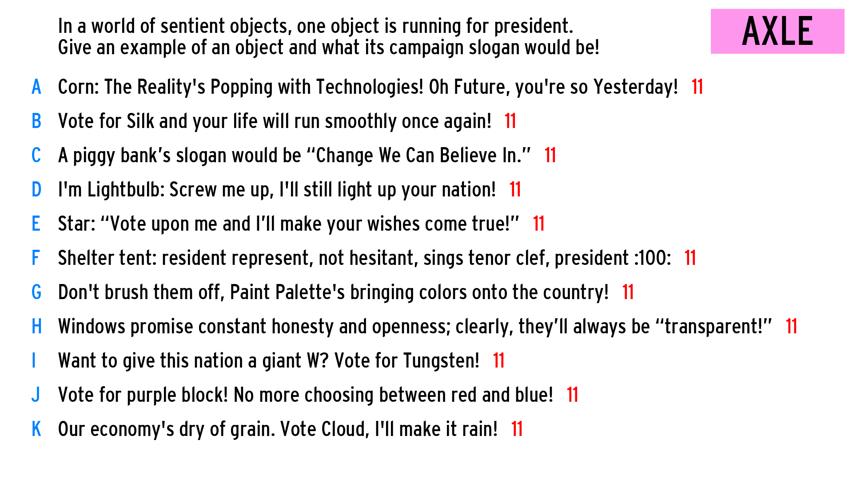 In a world of sentient objects, one object is running for president.
Give an example of an object and what its campaign slogan would be!
AXLE
A Corn: The Reality's Popping with Technologies! Oh Future, you're so Yesterday! 11
B Vote for Silk and your life will run smoothly once again! 11
C A piggy bank’s slogan would be “Change We Can Believe In.” 11
D I'm Lightbulb: Screw me up, I'll still light up your nation! 11
E Star: “Vote upon me and I’ll make your wishes come true!” 11
F Shelter tent: resident represent, not hesitant, sings tenor clef, president :100: 11
G Don't brush them off, Paint Palette's bringing colors onto the country! 11
H Windows promise constant honesty and openness; clearly, they’ll always be “transparent!” 11
I Want to give this nation a giant W? Vote for Tungsten! 11
J Vote for purple block! No more choosing between red and blue! 11
K Our economy's dry of grain. Vote Cloud, I'll make it rain! 11